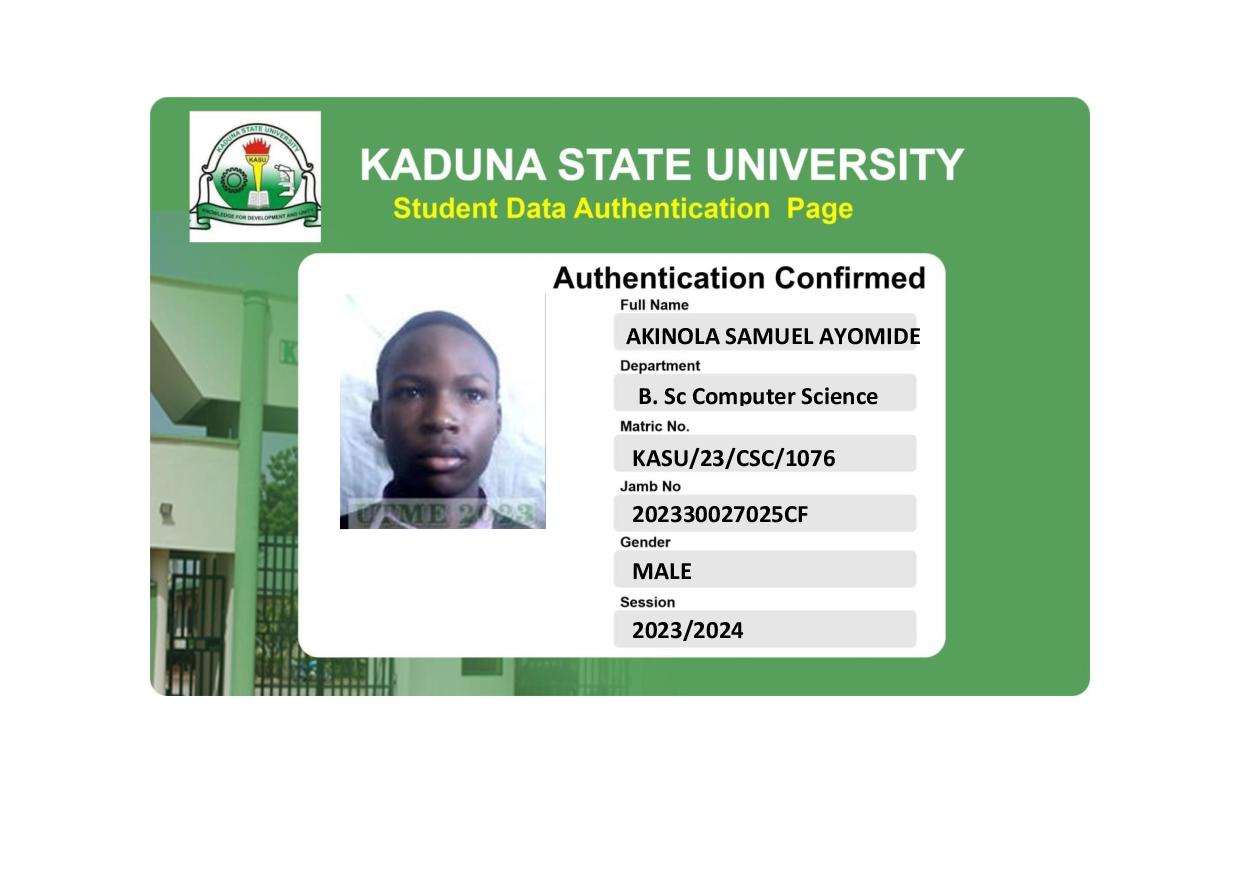 KADUNA STATE UNIVERSITY
KASU
KNOWLEDGE FOR DEVELOPMENT AND UNITY
KADUNA STATE UNIVERSITY
Student Data Authentication Page
Authentication Confirmed
Full Name
AKINOLA SAMUEL AYOMIDE
Department
B. Sc Computer Science
Matric No.
KASU/23/CSC/1076
Jamb No
202330027025CF
Gender
MALE
Session
2023/2024
UTME 2023
K